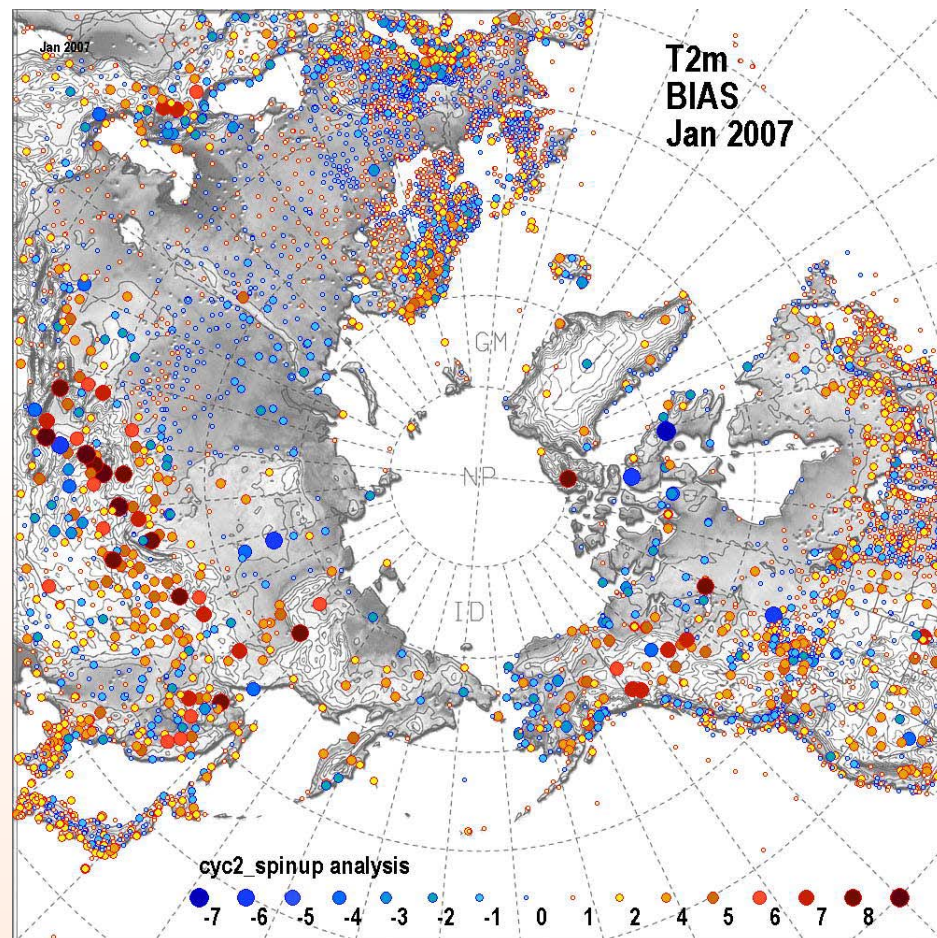 Jan 2007
T2m
BIAS
Jan 2007
GM
NP
ID
cyc2_spinup analysis
-7 -6 -5 -4 -3 -2 -1 0 1 2 4 5 6 7 8